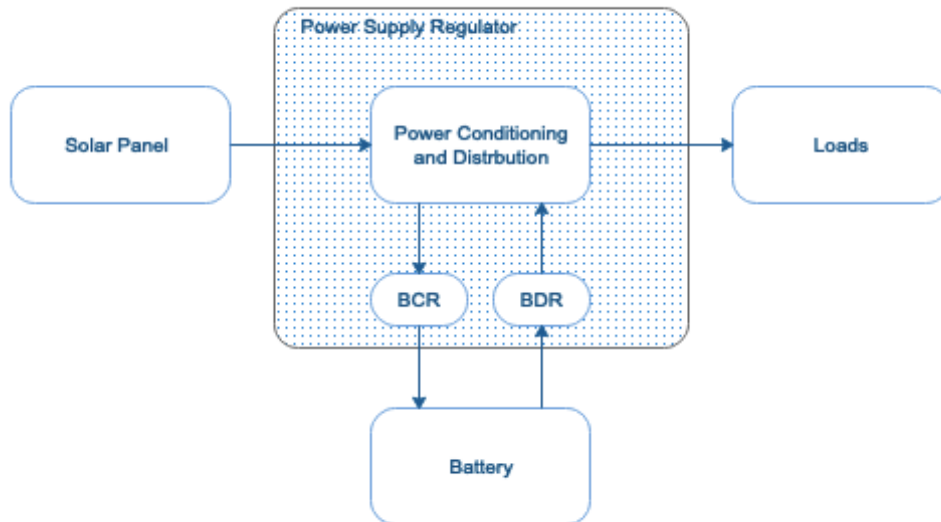 Power Supply Regulator
Solar Panel
Power Conditioning
and Distrbution
Loads
BCR
BDR
Battery